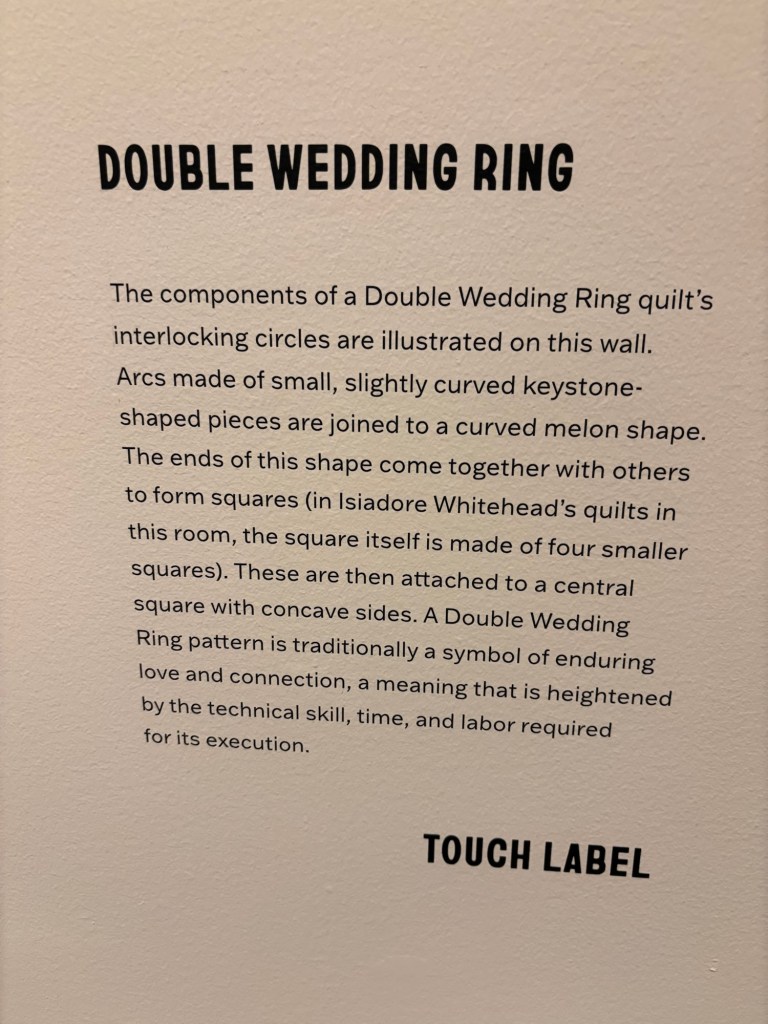 DOUBLE WEDDING RING
The components of a Double Wedding Ring quilt's
interlocking circles are illustrated on this wall.
Arcs made of small, slightly curved keystone-
shaped pieces are joined to a curved melon shape.
The ends of this shape come together with others
to form squares (in Isiadore Whitehead's quilts in
this room, the square itself is made of four smaller
squares). These are then attached to a central
square with concave sides. A Double Wedding
Ring pattern is traditionally a symbol of enduring
love and connection, a meaning that is heightened
by the technical skill, time, and labor required
for its execution.
TOUCH LABEL